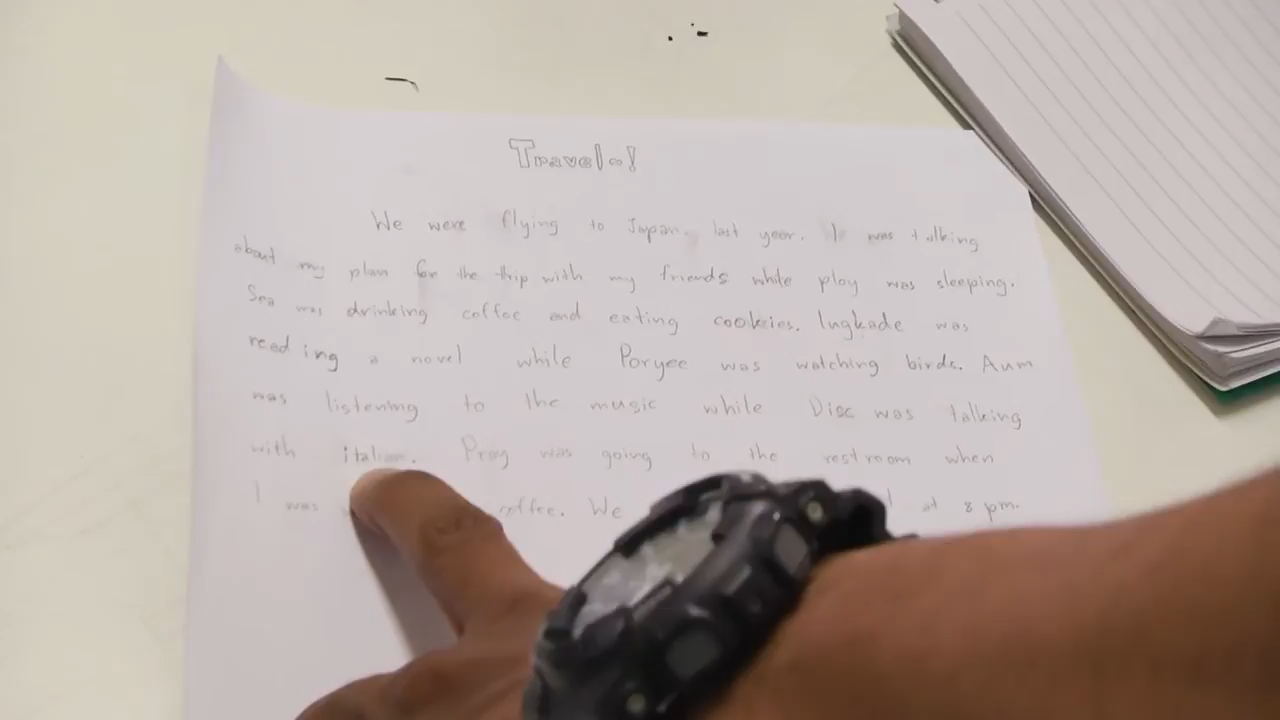 Travel!
We were flying to Japan. last year. I was talking
about my plan for the trip with my friends while ploy was sleeping.
Sea was drinking coffee and eating cookies. lugkade was
reeding a novel while Poryee was watching birds. Aum
was listening to the music while Disc was talking
with italian. Pray was going to the restroom when
I was coffee. We at 8 pm.